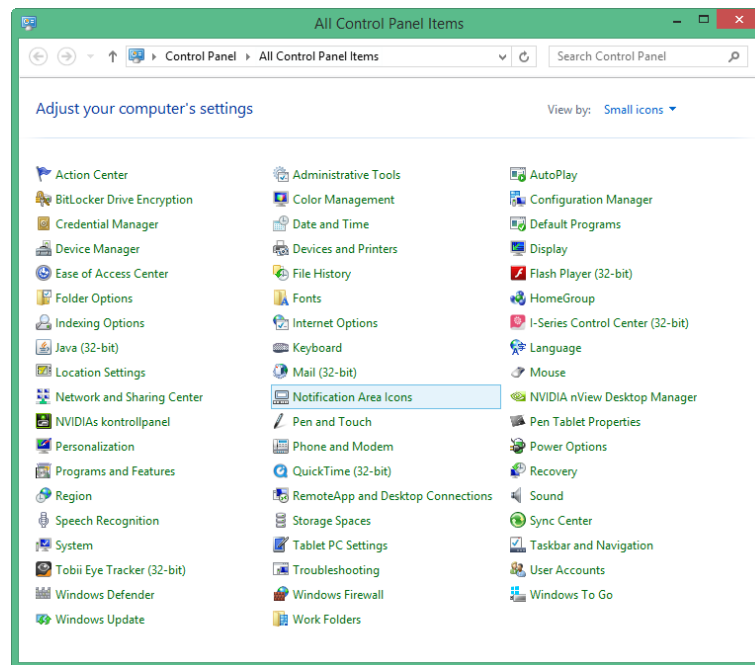 All Control Panel Items
Control Panel All Control Panel Items Search Control Panel
Adjust your computer's settings View by: Small icons
Action Center Administrative Tools AutoPlay
BitLocker Drive Encryption Color Management Configuration Manager
Credential Manager Date and Time Default Programs
Device Manager Devices and Printers Display
Ease of Access Center File History Flash Player (32-bit)
Folder Options Fonts HomeGroup
Indexing Options Internet Options I-Series Control Center (32-bit)
Java (32-bit) Keyboard Language
Location Settings Mail (32-bit) Mouse
Network and Sharing Center Notification Area Icons NVIDIA nView Desktop Manager
NVIDIAs kontrollpanel Pen and Touch Pen Tablet Properties
Personalization Phone and Modem Power Options
Programs and Features QuickTime (32-bit) Recovery
Region RemoteApp and Desktop Connections Sound
Speech Recognition Storage Spaces Sync Center
System Tablet PC Settings Taskbar and Navigation
Tobii Eye Tracker (32-bit) Troubleshooting User Accounts
Windows Defender Windows Firewall Windows To Go
Windows Update Work Folders